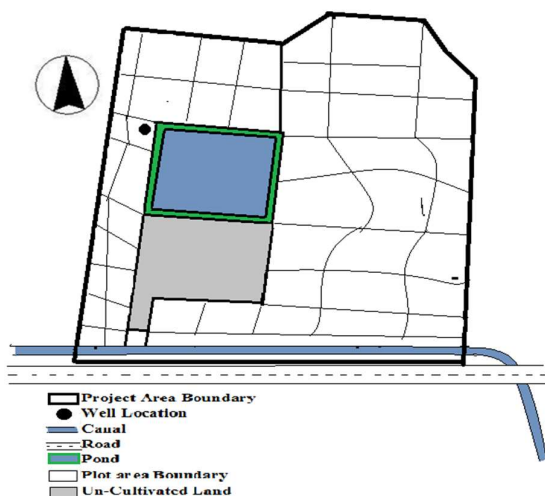 Project Area Boundary
Well Location
Canal
Road
Pond
Plot area Boundary
Un-Cultivated Land